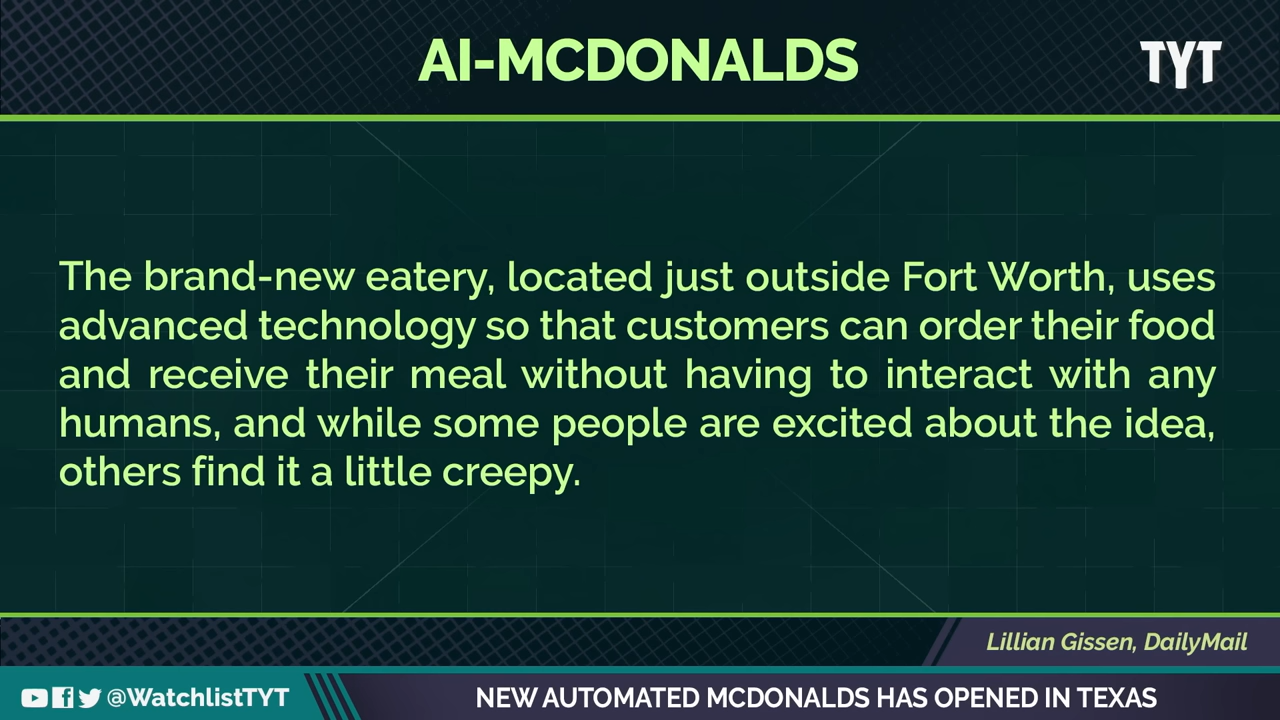 AI-MCDONALDS
TYT
The brand-new eatery, located just outside Fort Worth, uses
advanced technology so that customers can order their food
and receive their meal without having to interact with any
humans, and while some people are excited about the idea,
others find it a little creepy.
Lillian Gissen, DailyMail
@WatchlistTYT
NEW AUTOMATED MCDONALDS HAS OPENED IN TEXAS